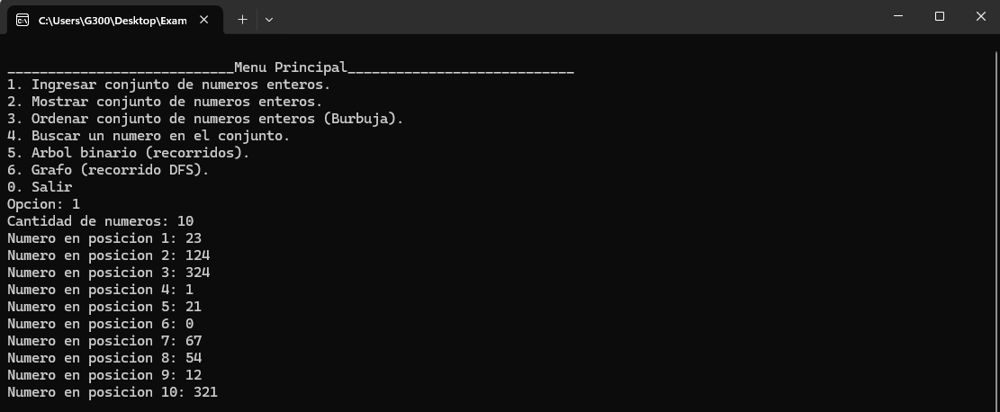 C:\Users\G300\Desktop\Exam
____________________________Menu Principal____________________________
1. Ingresar conjunto de numeros enteros.
2. Mostrar conjunto de numeros enteros.
3. Ordenar conjunto de numeros enteros (Burbuja).
4. Buscar un numero en el conjunto.
5. Arbol binario (recorridos).
6. Grafo (recorrido DFS).
0. Salir
Opcion: 1
Cantidad de numeros: 10
Numero en posicion 1: 23
Numero en posicion 2: 124
Numero en posicion 3: 324
Numero en posicion 4: 1
Numero en posicion 5: 21
Numero en posicion 6: 0
Numero en posicion 7: 67
Numero en posicion 8: 54
Numero en posicion 9: 12
Numero en posicion 10: 321